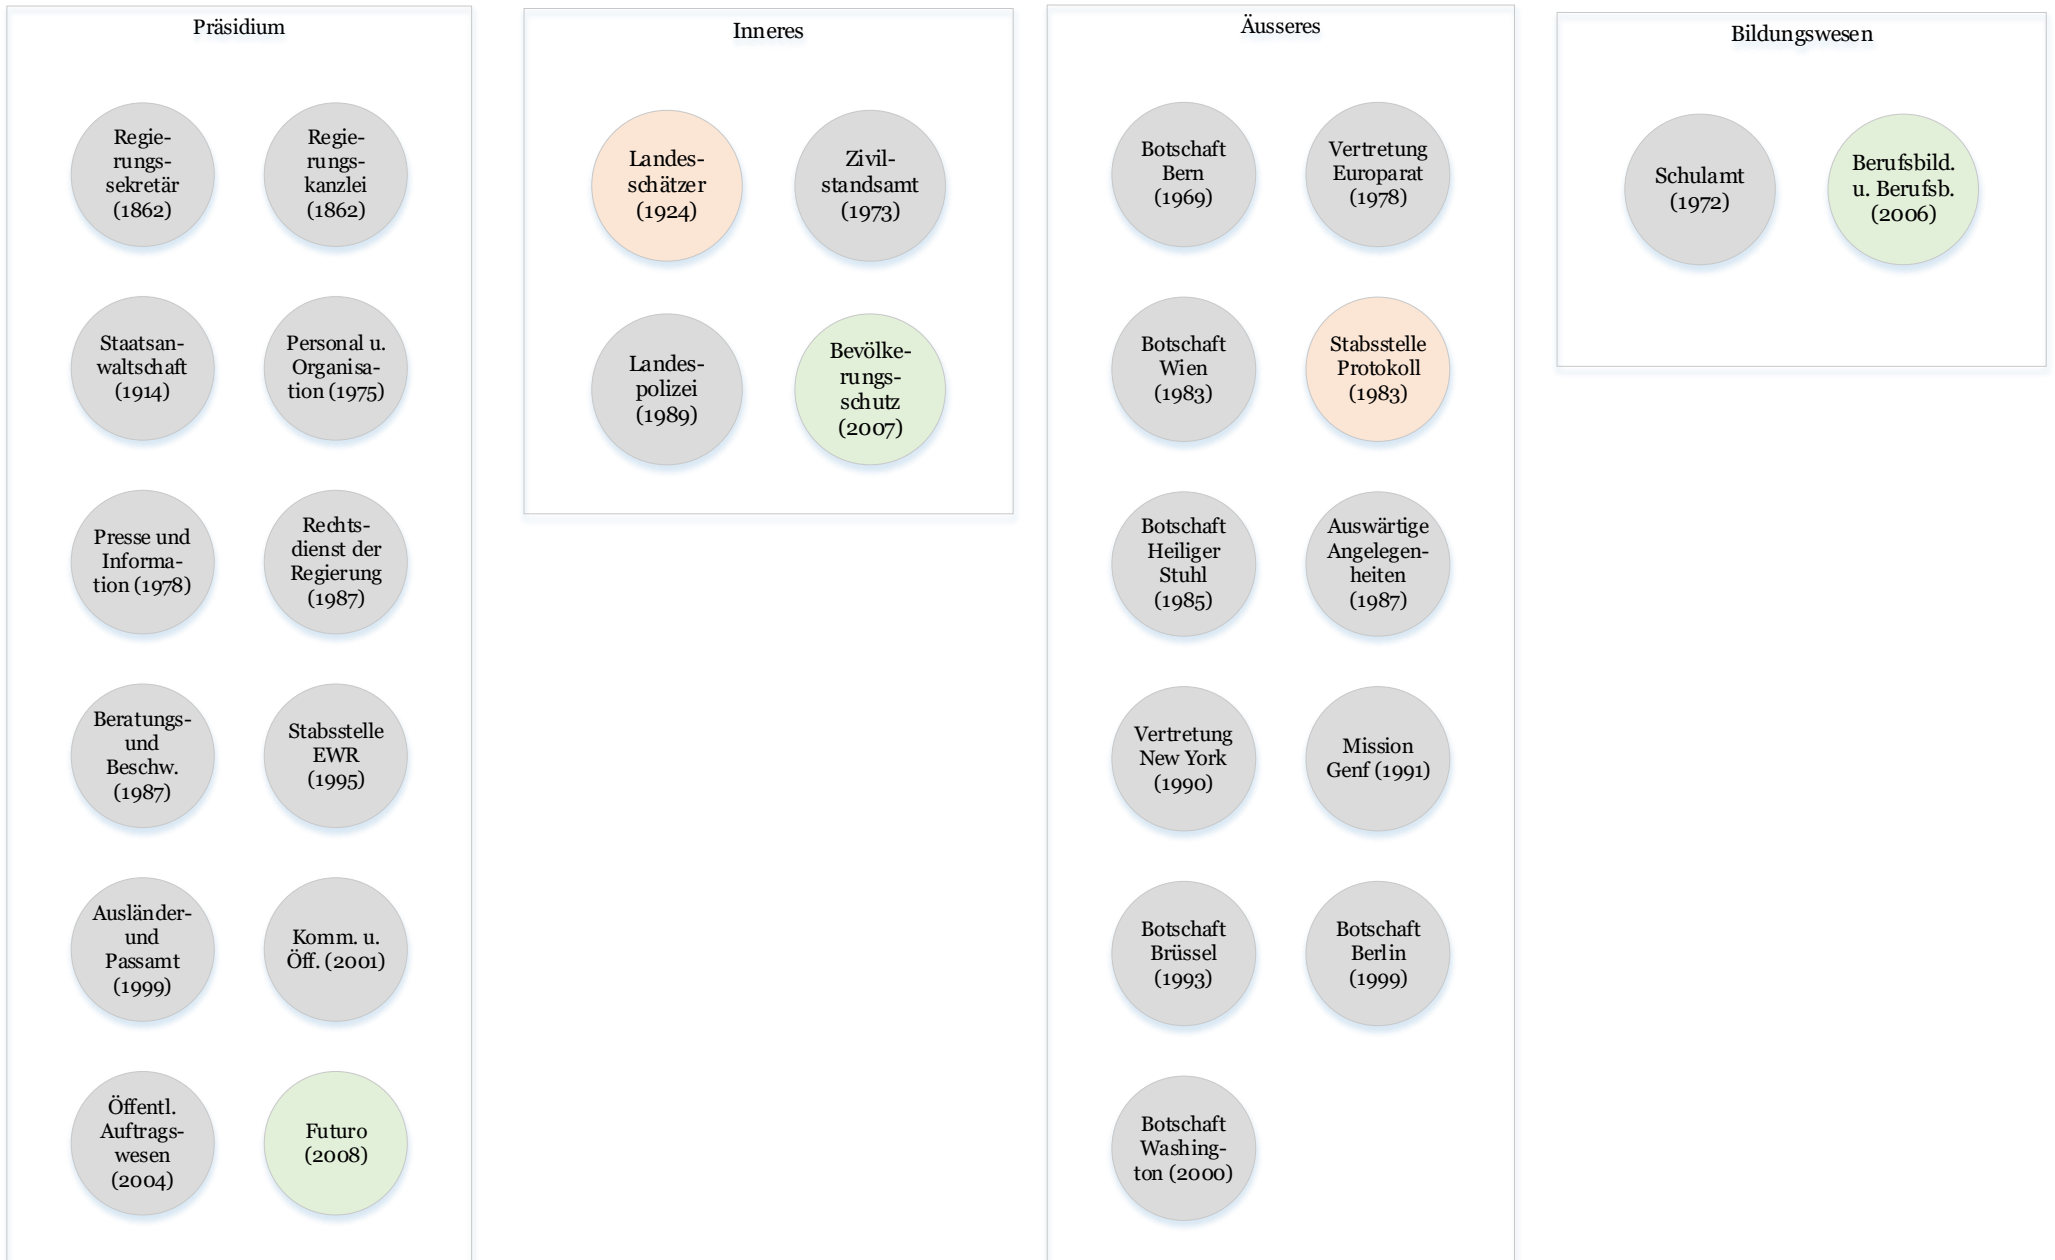 Präsidium
Regie-
rungs-
sekretär
(1862)
Regie-
rungs-
kanzlei
(1862)
Staatsan-
waltschaft
(1914)
Personal u.
Organisa-
tion (1975)
Presse und
Informa-
tion (1978)
Rechts-
dienst der
Regierung
(1987)
Beratungs-
und
Beschw.
(1987)
Stabsstelle
EWR
(1995)
Ausländer-
und
Passamt
(1999)
Komm. u.
Öff. (2001)
Öffentl.
Auftrags-
wesen
(2004)
Futuro
(2008)
Inneres
Landes-
schätzer
(1924)
Zivil-
standsamt
(1973)
Landes-
polizei
(1989)
Bevölke-
rungs-
schutz
(2007)
Äusseres
Botschaft
Bern
(1969)
Vertretung
Europarat
(1978)
Botschaft
Wien
(1983)
Stabsstelle
Protokoll
(1983)
Botschaft
Heiliger
Stuhl
(1985)
Auswärtige
Angelegen-
heiten
(1987)
Vertretung
New York
(1990)
Mission
Genf (1991)
Botschaft
Brüssel
(1993)
Botschaft
Berlin
(1999)
Botschaft
Washing-
ton (2000)
Bildungswesen
Schulamt
(1972)
Berufsbild.
u. Berufsb.
(2006)